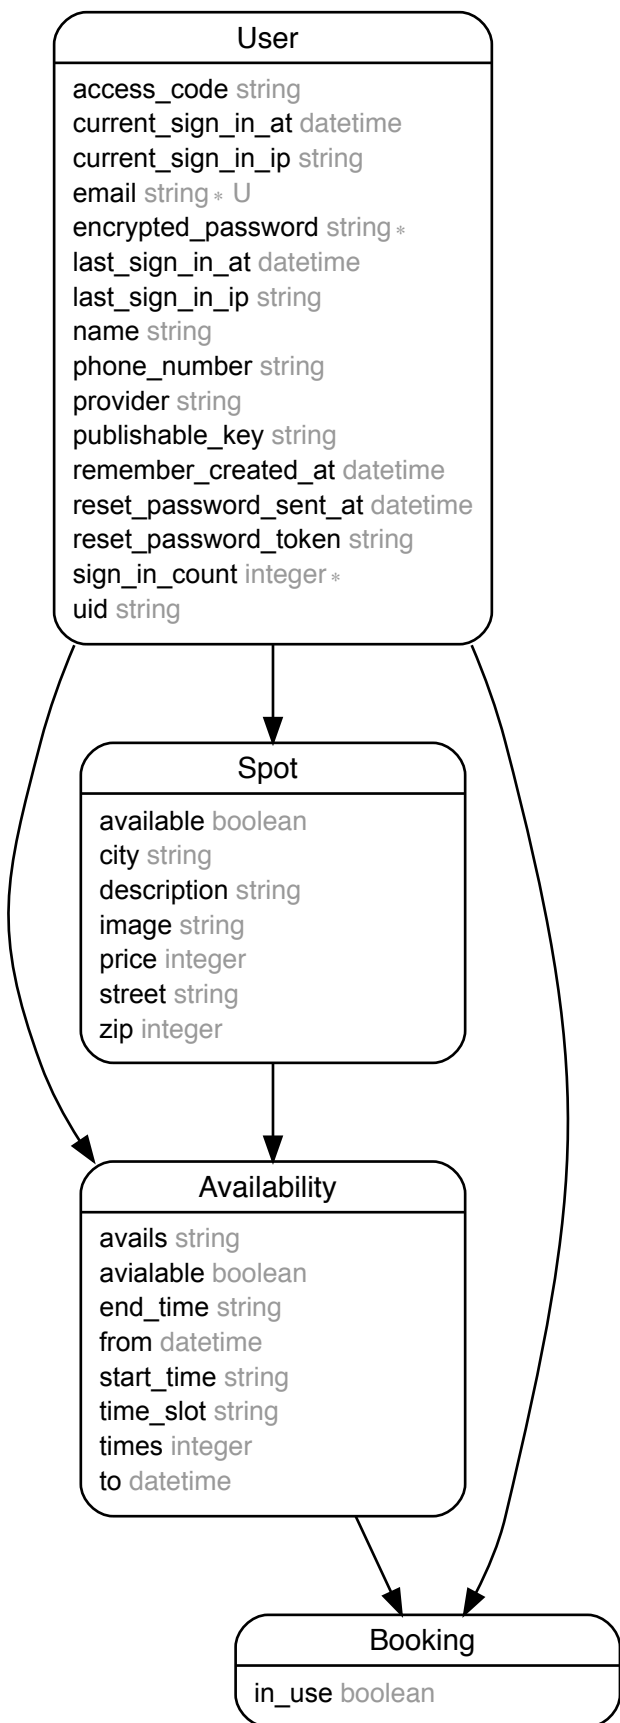 User
access_code string
current_sign_in_at datetime
current_sign_in_ip string
email string * U
encrypted_password string *
last_sign_in_at datetime
last_sign_in_ip string
name string
phone_number string
provider string
publishable_key string
remember_created_at datetime
reset_password_sent_at datetime
reset_password_token string
sign_in_count integer *
uid string
Spot
available boolean
city string
description string
image string
price integer
street string
zip integer
Availability
avails string
avialable boolean
end_time string
from datetime
start_time string
time_slot string
times integer
to datetime
Booking
in_use boolean